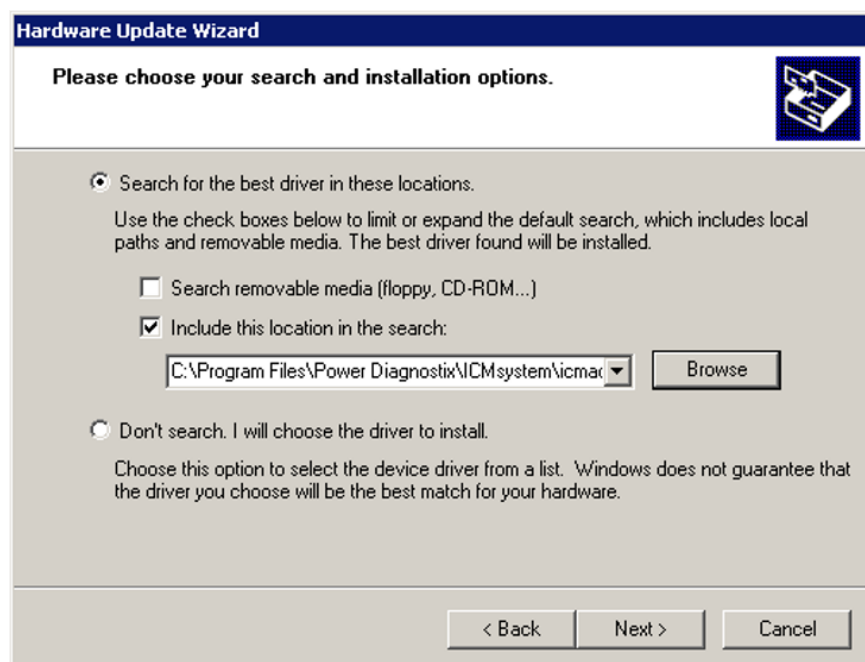 Hardware Update Wizard
Please choose your search and installation options.
Search for the best driver in these locations.
Use the check boxes below to limit or expand the default search, which includes local
paths and removable media. The best driver found will be installed.
Search removable media (floppy, CD-ROM...)
Include this location in the search:
C:\Program Files\Power Diagnostix\ICMsystem\icmac
Browse
Don't search. I will choose the driver to install.
Choose this option to select the device driver from a list. Windows does not guarantee that
the driver you choose will be the best match for your hardware.
< Back
Next >
Cancel